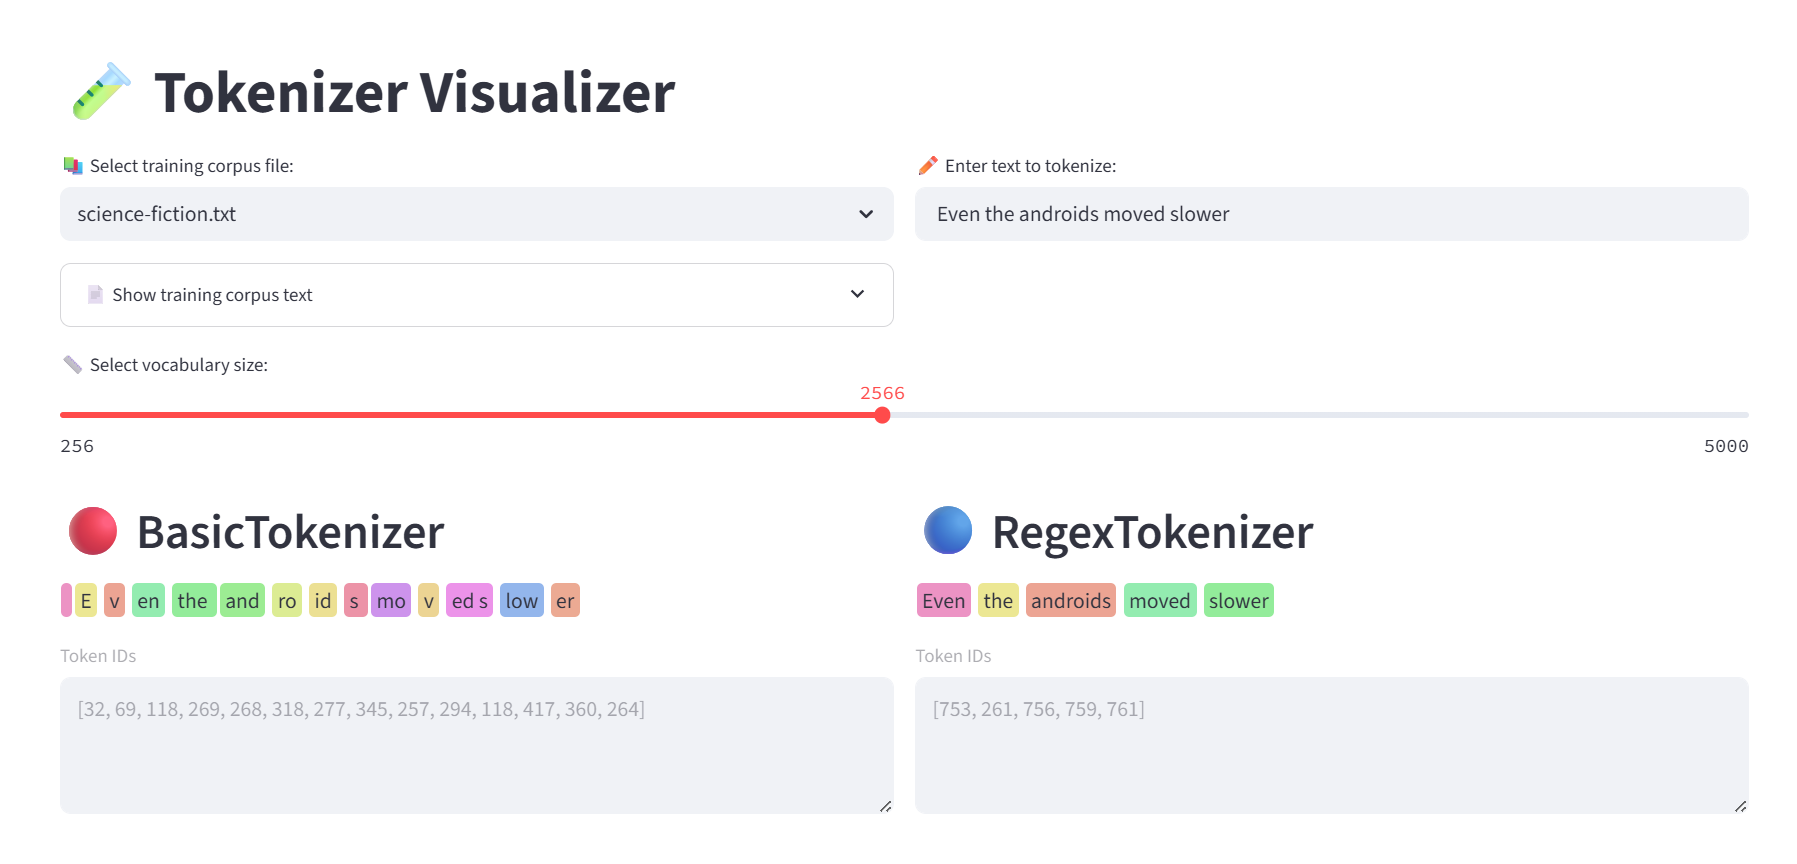 Tokenizer Visualizer
Select training corpus file:
science-fiction.txt
Enter text to tokenize:
Even the androids moved slower
Show training corpus text
Select vocabulary size:
2566
256
5000
BasicTokenizer
E v en the and ro id s mo v ed s low er
Token IDs
[32, 69, 118, 269, 268, 318, 277, 345, 257, 294, 118, 417, 360, 264]
RegexTokenizer
Even the androids moved slower
Token IDs
[753, 261, 756, 759, 761]